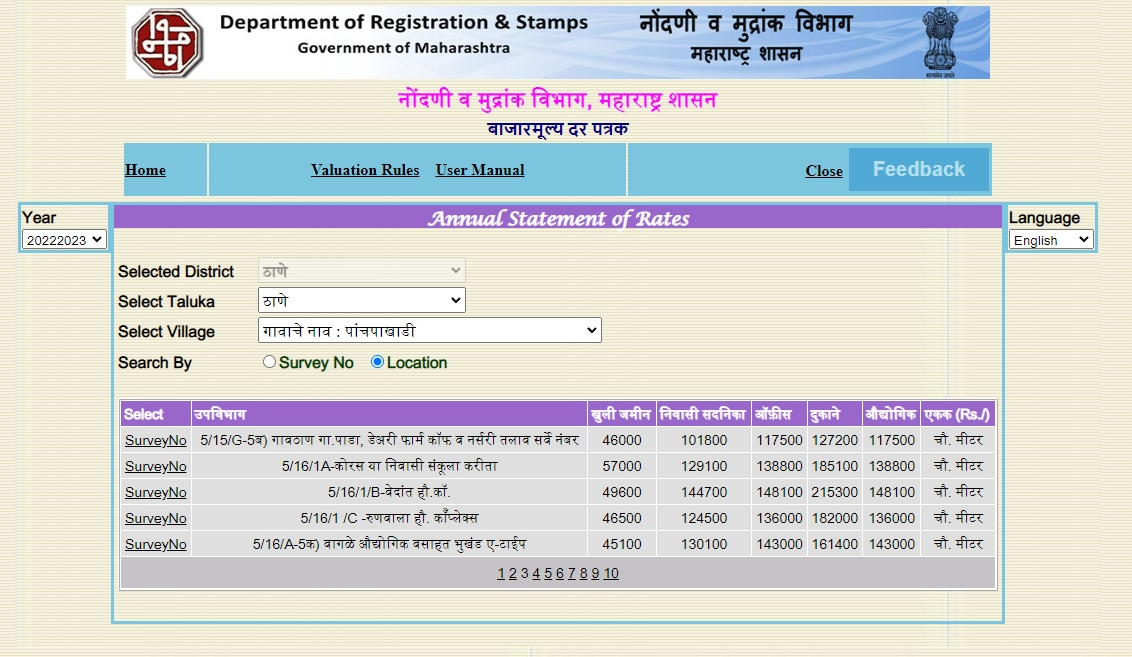 Department of Registration & Stamps नोंदणी व मुद्रांक विभाग
Government of Maharashtra महाराष्ट्र शासन
नोंदणी व मुद्रांक विभाग, महाराष्ट्र शासन
बाजारमूल्य दर पत्रक
Home Valuation Rules User Manual Close Feedback
Year Annual Statement of Rates Language
20222023 English
Selected District ठाणे
Select Taluka ठाणे
Select Village गावाचे नाव : पांचपाखाडी
Search By Survey No Location
Select उपविभाग खुली जमीन निवासी सदनिका ऑफ़ीस दुकाने औद्योगिक एकक (Rs./)
SurveyNo 5/15/G-5ब) गावठाण गा.पाडा, डेअरी फार्म कॉफ व नर्सरी तलाव सर्वे नंबर 46000 101800 117500 127200 117500 चौ. मीटर
SurveyNo 5/16/1A-कोरस या निवासी संकूला करीता 57000 129100 138800 185100 138800 चौ. मीटर
SurveyNo 5/16/1/B-वेदांत हौ.कॉ. 49600 144700 148100 215300 148100 चौ. मीटर
SurveyNo 5/16/1 /C -रुणवाला हौ. कॉंप्लेक्स 46500 124500 136000 182000 136000 चौ. मीटर
SurveyNo 5/16/A-5क) वागळे औद्योगिक वसाहत भुखंड ए-टाईप 45100 130100 143000 161400 143000 चौ. मीटर
1 2 3 4 5 6 7 8 9 10